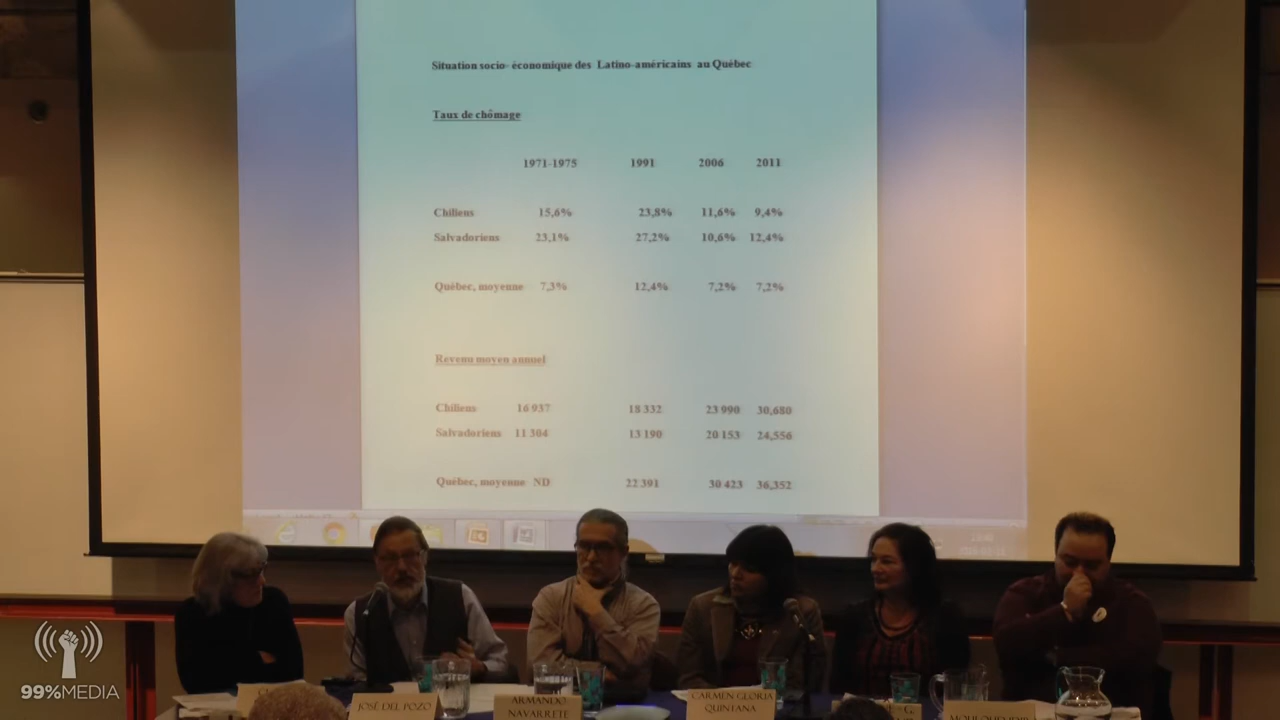 Situation socio- économique des Latino-américains au Québec
Taux de chômage
1971-1975 1991 2006 2011
Chiliens 15,6% 23,8% 11,6% 9,4%
Salvadoriens 23,1% 27,2% 10,6% 12,4%
Québec, moyenne 7,3% 12,4% 7,2% 7,2%
Revenu moyen annuel
Chiliens 16 937 18 332 23 990 30,680
Salvadoriens 11 304 13 190 20 153 24,556
Québec, moyenne ND 22 391 30 423 36,352
99%MEDIA
JOSÉ DEL POZO
ARMANDO
NAVARRETE
CARMEN GLORIA
QUINTANA